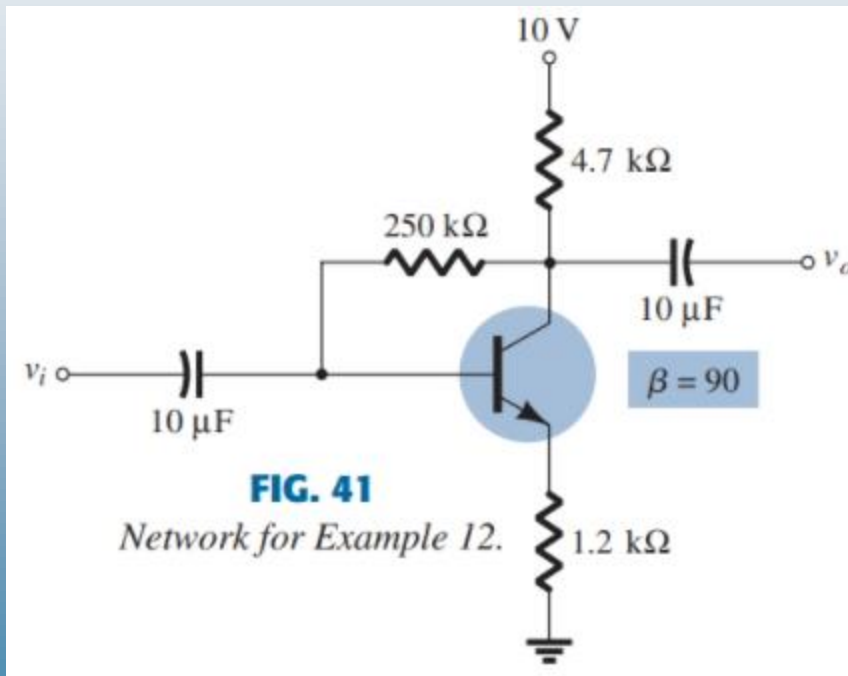 10 V
4.7 kΩ
250 kΩ
10 μF
vᵢ
β = 90
10 μF
FIG. 41
Network for Example 12.
1.2 kΩ